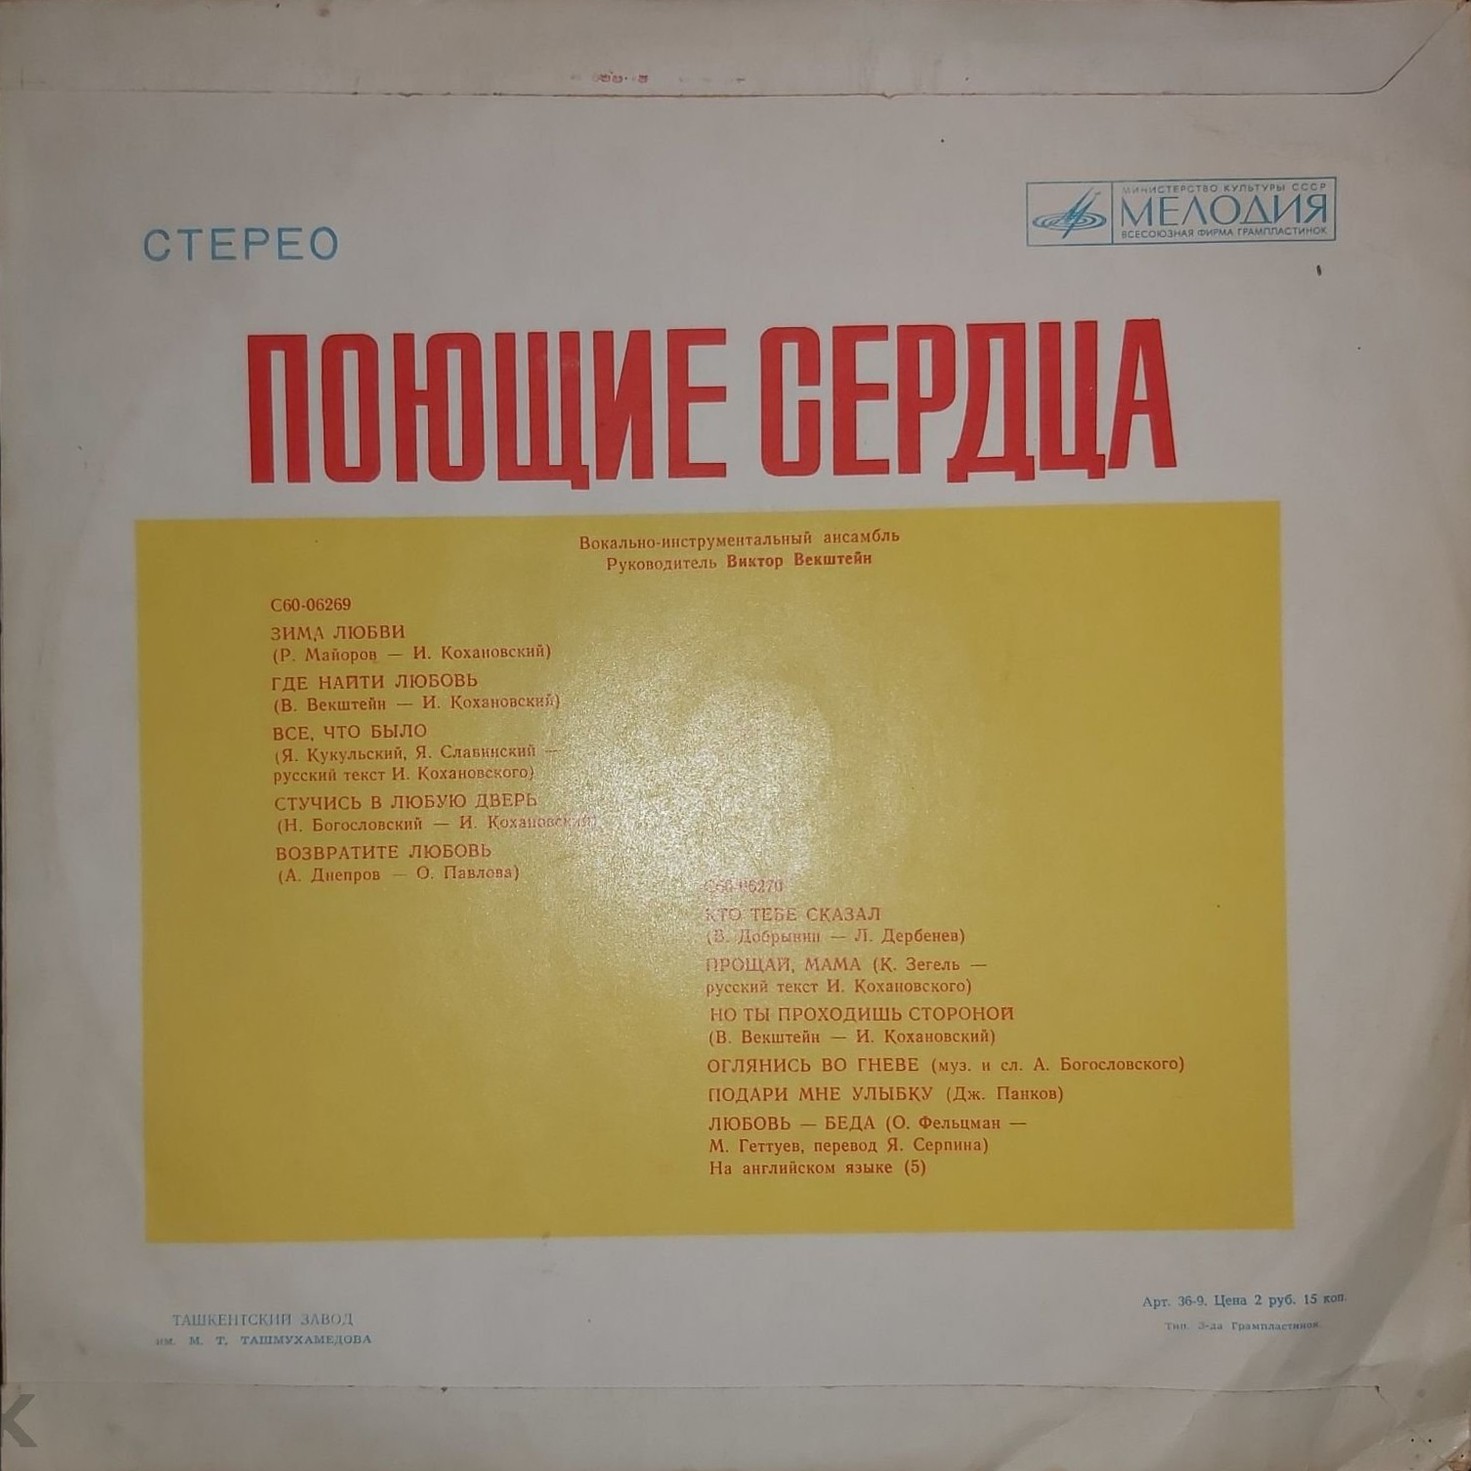 СТЕРЕО
МИНИСТЕРСТВО КУЛЬТУРЫ СССР
МЕЛОДИЯ
ВСЕСОЮЗНАЯ ФИРМА ГРАМПЛАСТИНОК
ПОЮЩИЕ СЕРДЦА
Вокально-инструментальный ансамбль
Руководитель Виктор Векштейн
С60-06269
ЗИМА ЛЮБВИ
(Р. Майоров — И. Кохановский)
ГДЕ НАЙТИ ЛЮБОВЬ
(В. Векштейн — И. Кохановский)
ВСЕ, ЧТО БЫЛО
(Я. Кукульский, Я. Славинский —
русский текст И. Кохановского)
СТУЧИСЬ В ЛЮБУЮ ДВЕРЬ
(Н. Богословский — И. Кохановский)
ВОЗВРАТИТЕ ЛЮБОВЬ
(А. Днепров — О. Павлова)
С60-06270
КТО ТЕБЕ СКАЗАЛ
(В. Добрынин — Л. Дербенев)
ПРОЩАЙ, МАМА (К. Зегель —
русский текст И. Кохановского)
НО ТЫ ПРОХОДИШЬ СТОРОНОЙ
(В. Векштейн — И. Кохановский)
ОГЛЯНИСЬ ВО ГНЕВЕ (муз. и сл. А. Богословского)
ПОДАРИ МНЕ УЛЫБКУ (Дж. Панков)
ЛЮБОВЬ — БЕДА (О. Фельцман —
М. Геттуев, перевод Я. Серпина)
На английском языке (5)
ТАШКЕНТСКИЙ ЗАВОД
им. М. Т. ТАШМУХАМЕДОВА
Арт. 36-9. Цена 2 руб. 15 коп.
Тип. З-да Грампластинок.